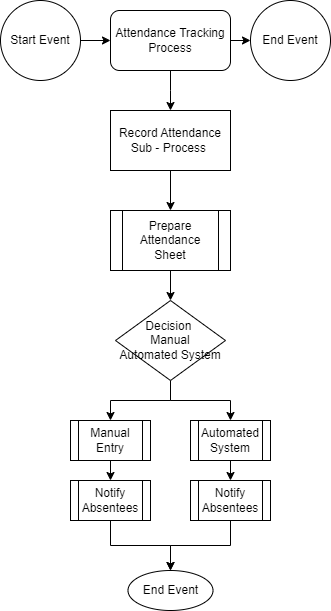 Start Event
Attendance Tracking
Process
End Event
Record Attendance
Sub - Process
Prepare
Attendance
Sheet
Decision
Manual
Automated System
Manual
Entry
Automated
System
Notify
Absentees
Notify
Absentees
End Event